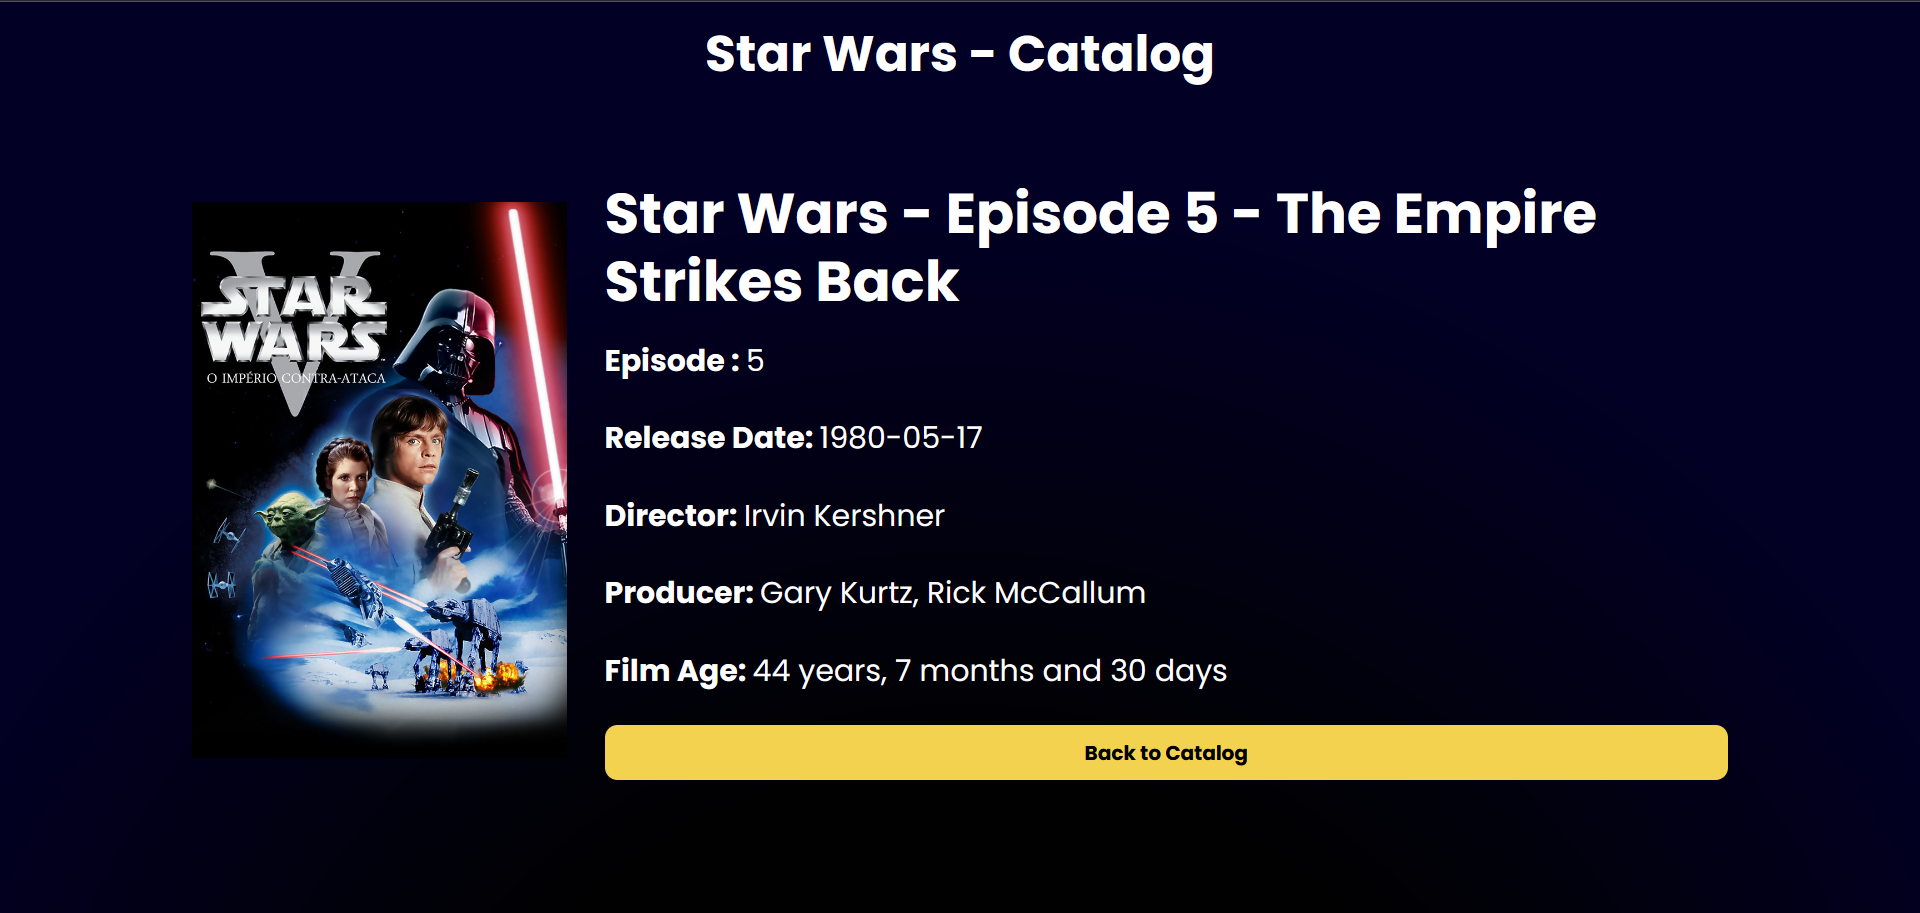 Star Wars - Catalog
V
STAR
WARS
O IMPÉRIO CONTRA-ATACA
Star Wars - Episode 5 - The Empire
Strikes Back
Episode : 5
Release Date: 1980-05-17
Director: Irvin Kershner
Producer: Gary Kurtz, Rick McCallum
Film Age: 44 years, 7 months and 30 days
Back to Catalog